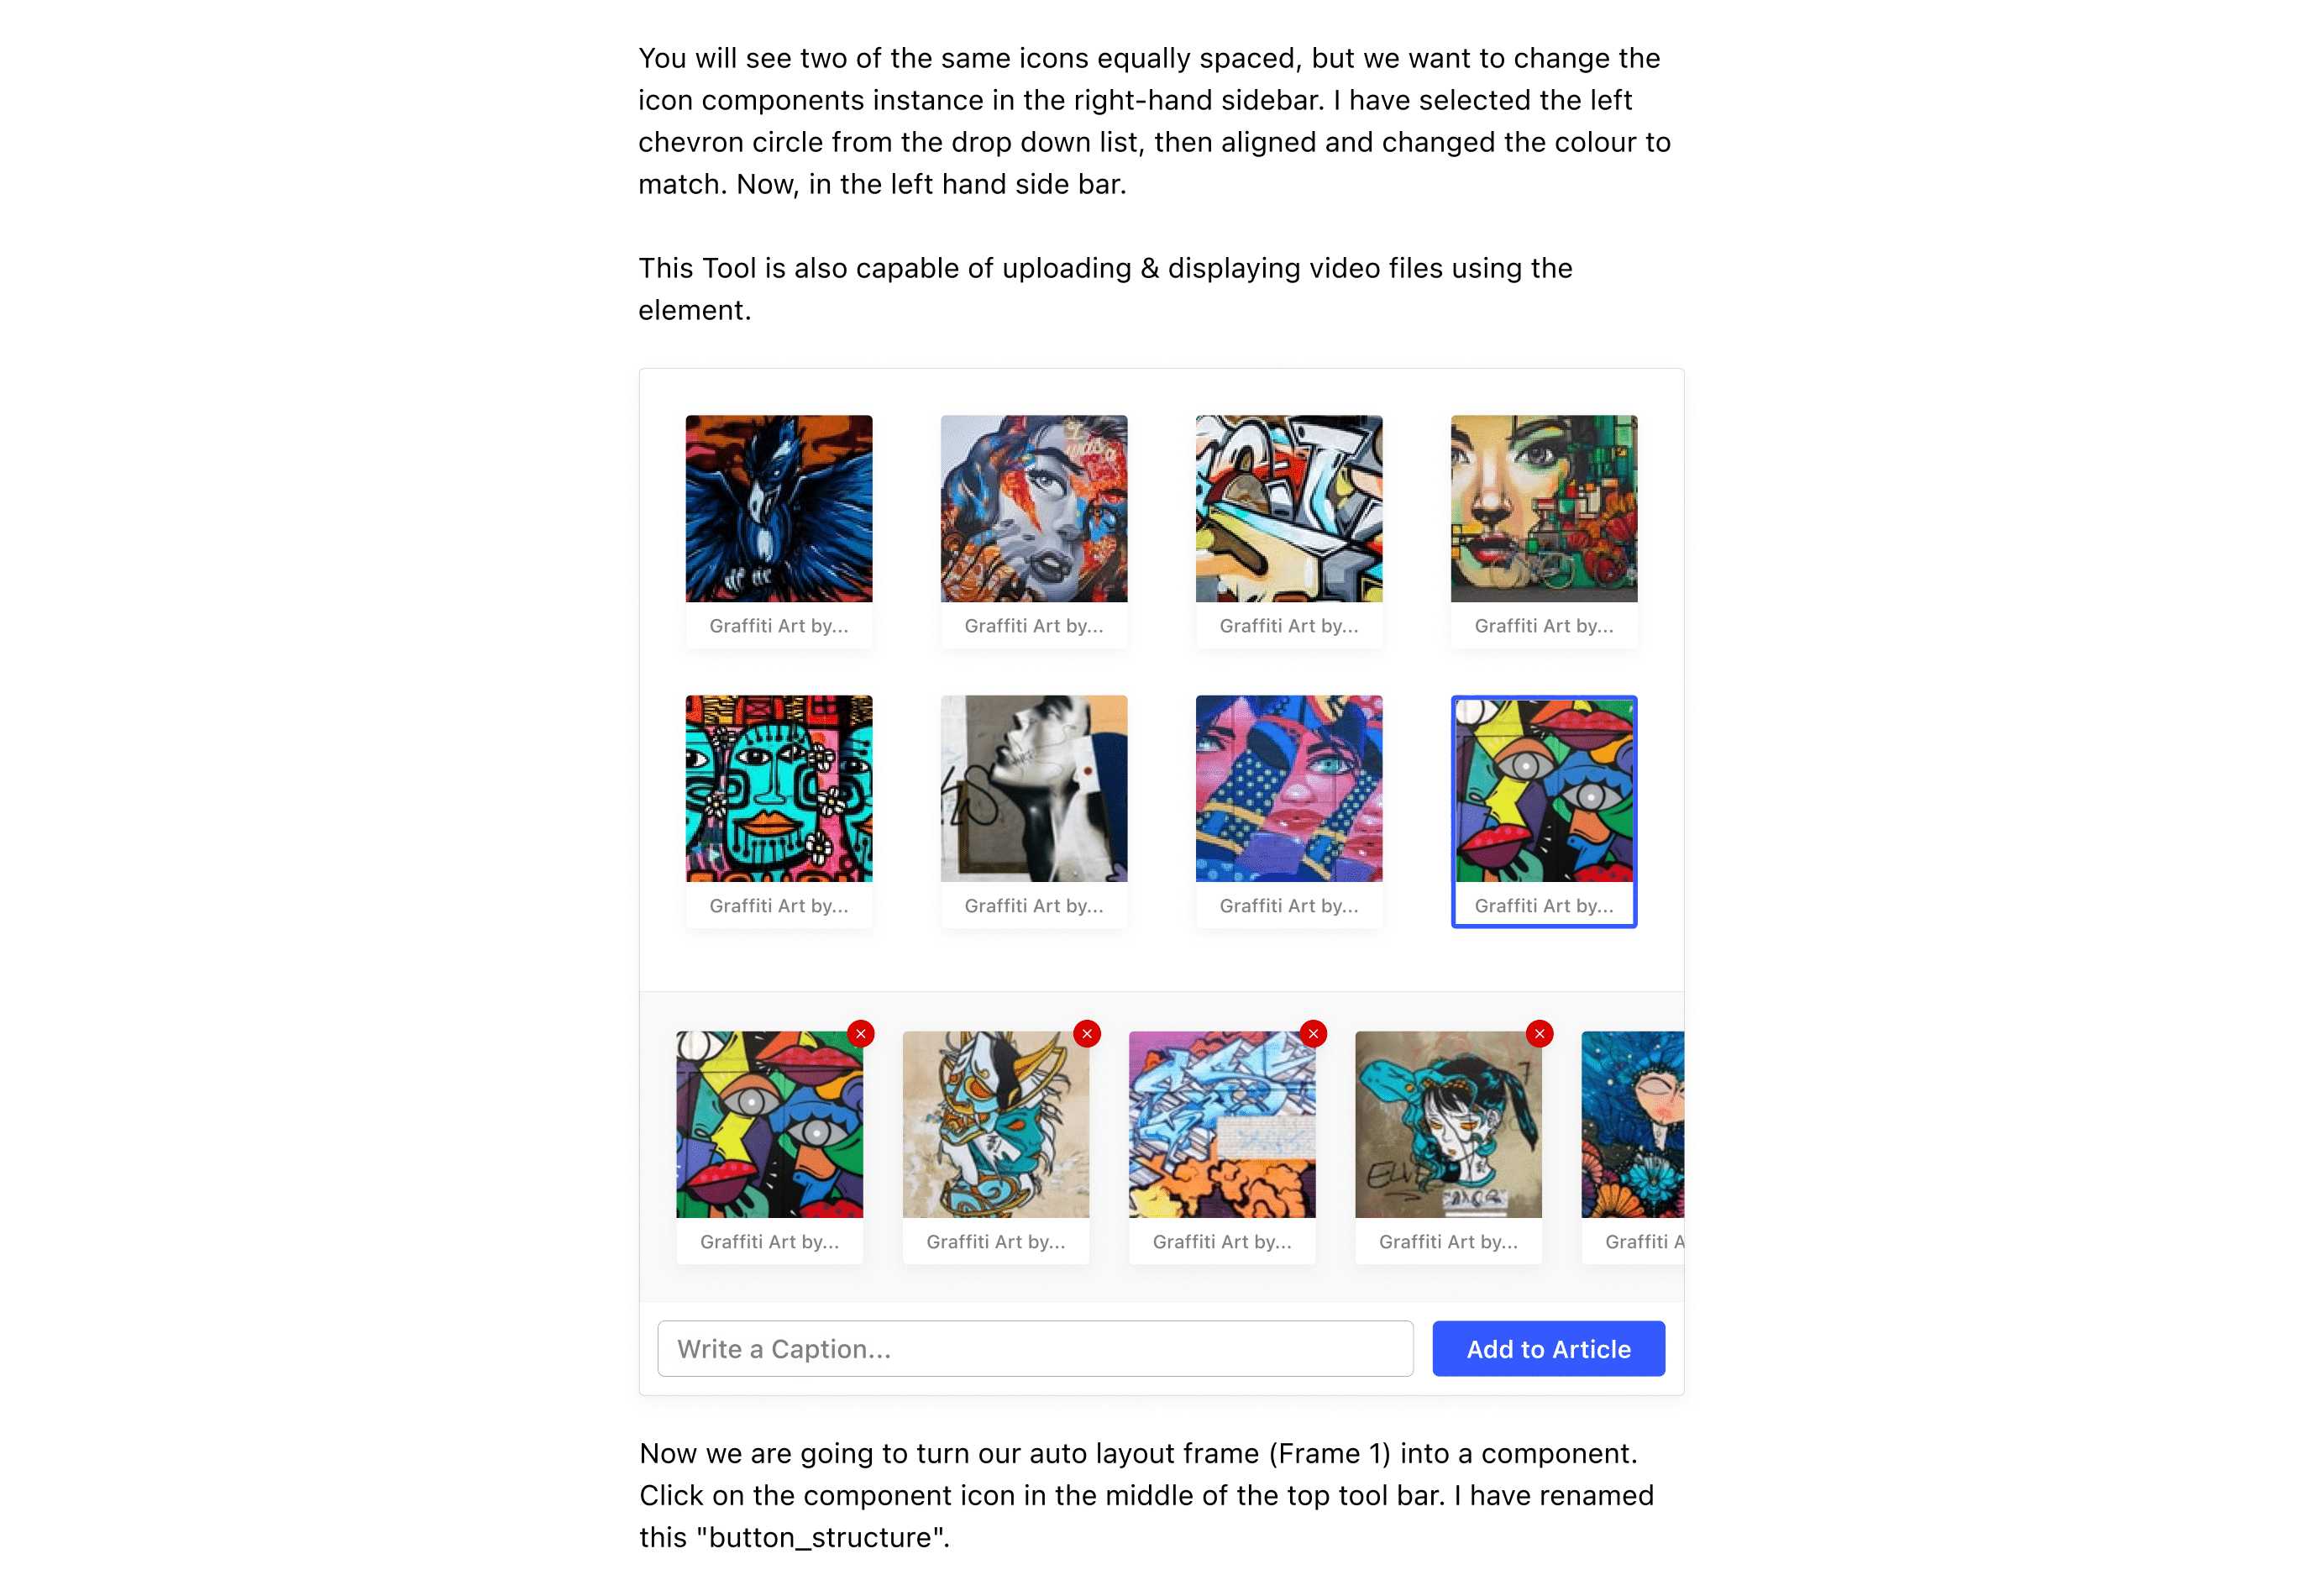 You will see two of the same icons equally spaced, but we want to change the
icon components instance in the right-hand sidebar. I have selected the left
chevron circle from the drop down list, then aligned and changed the colour to
match. Now, in the left hand side bar.
This Tool is also capable of uploading & displaying video files using the
element.
Graffiti Art by...
Graffiti Art by...
Graffiti Art by...
Graffiti Art by...
Graffiti Art by...
Graffiti Art by...
Graffiti Art by...
Graffiti Art by...
Graffiti Art by...
Graffiti Art by...
Graffiti Art by...
Graffiti Art by...
Graffiti A
Write a Caption...
Add to Article
Now we are going to turn our auto layout frame (Frame 1) into a component.
Click on the component icon in the middle of the top tool bar. I have renamed
this "button_structure".